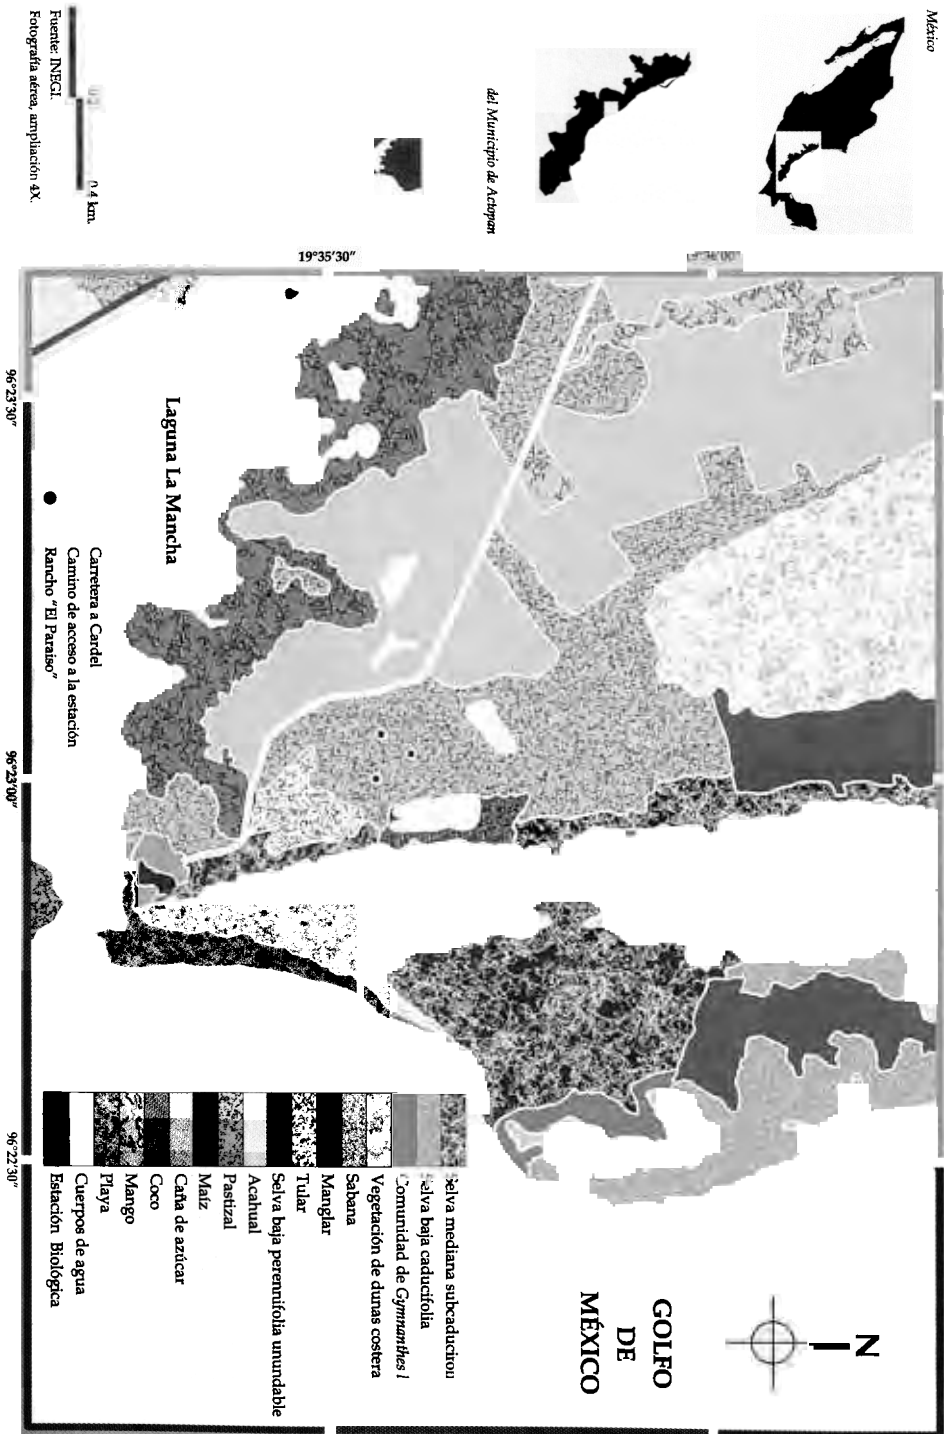 México
del Municipio de Actopan
0.4 km.
Fuente: INEGI.
Fotografía aérea, ampliación 4X.
19°35'30"
96°23'30"
96°23'00"
96°22'30"
Laguna La Mancha
Carretera a Cardel
Camino de acceso a la estación
Rancho "El Paraiso"
N
GOLFO
DE
MÉXICO
Selva mediana
Selva baja caducifolia
Comunidad de Gymnanthes
Vegetación de dunas costera
Sabana
Manglar
Tular
Selva baja perennifolia unundable
Acahual
Pastizal
Maíz
Caña de azúcar
Coco
Mango
Playa
Cuerpos de agua
Estación Biológica